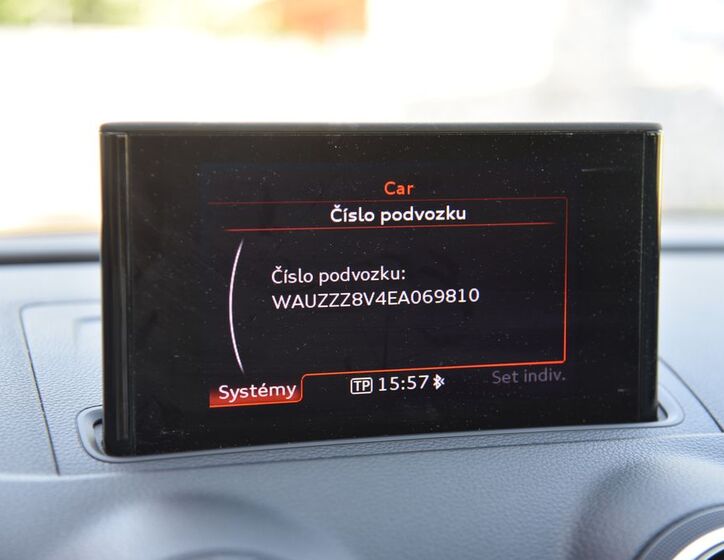 Car
Číslo podvozku
Číslo podvozku:
WAUZZZ8V4EA069810
Systémy
TP 15:57
Set indiv.